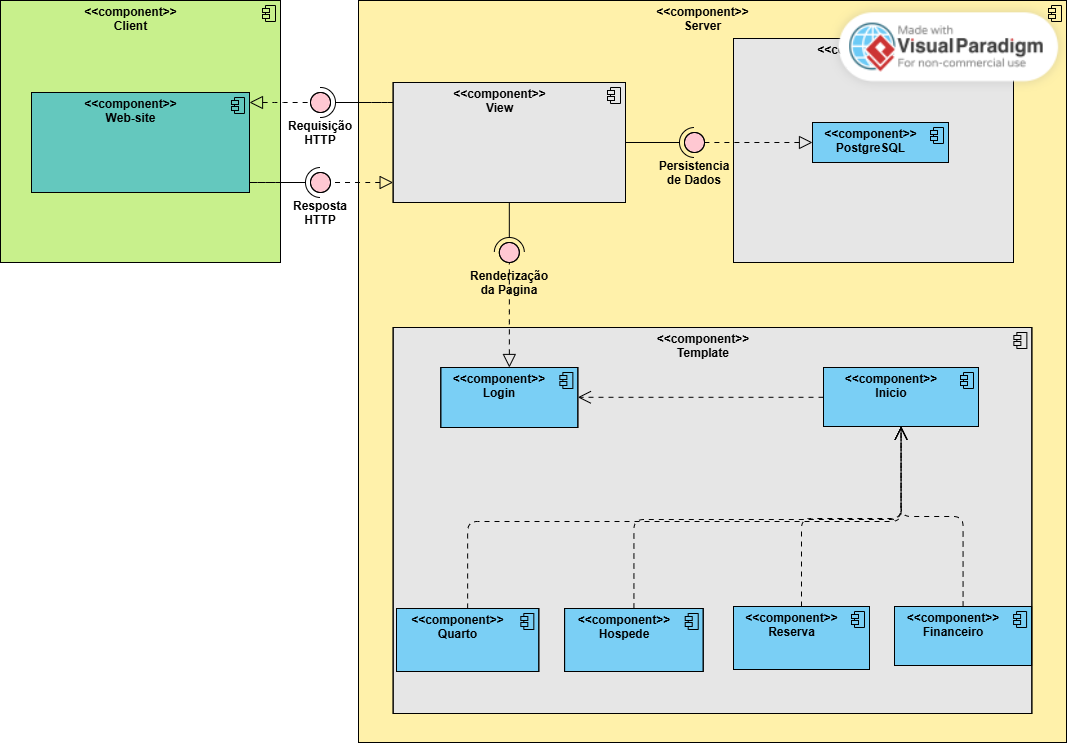 <<component>>
Client
<<component>>
Web-site
Requisição
HTTP
Resposta
HTTP
<<component>>
Server
<<component>>
View
Persistencia
de Dados
<<component>>
PostgreSQL
Made with
Visual Paradigm
For non-commercial use
Renderização
da Pagina
<<component>>
Template
<<component>>
Login
<<component>>
Inicio
<<component>>
Quarto
<<component>>
Hospede
<<component>>
Reserva
<<component>>
Financeiro